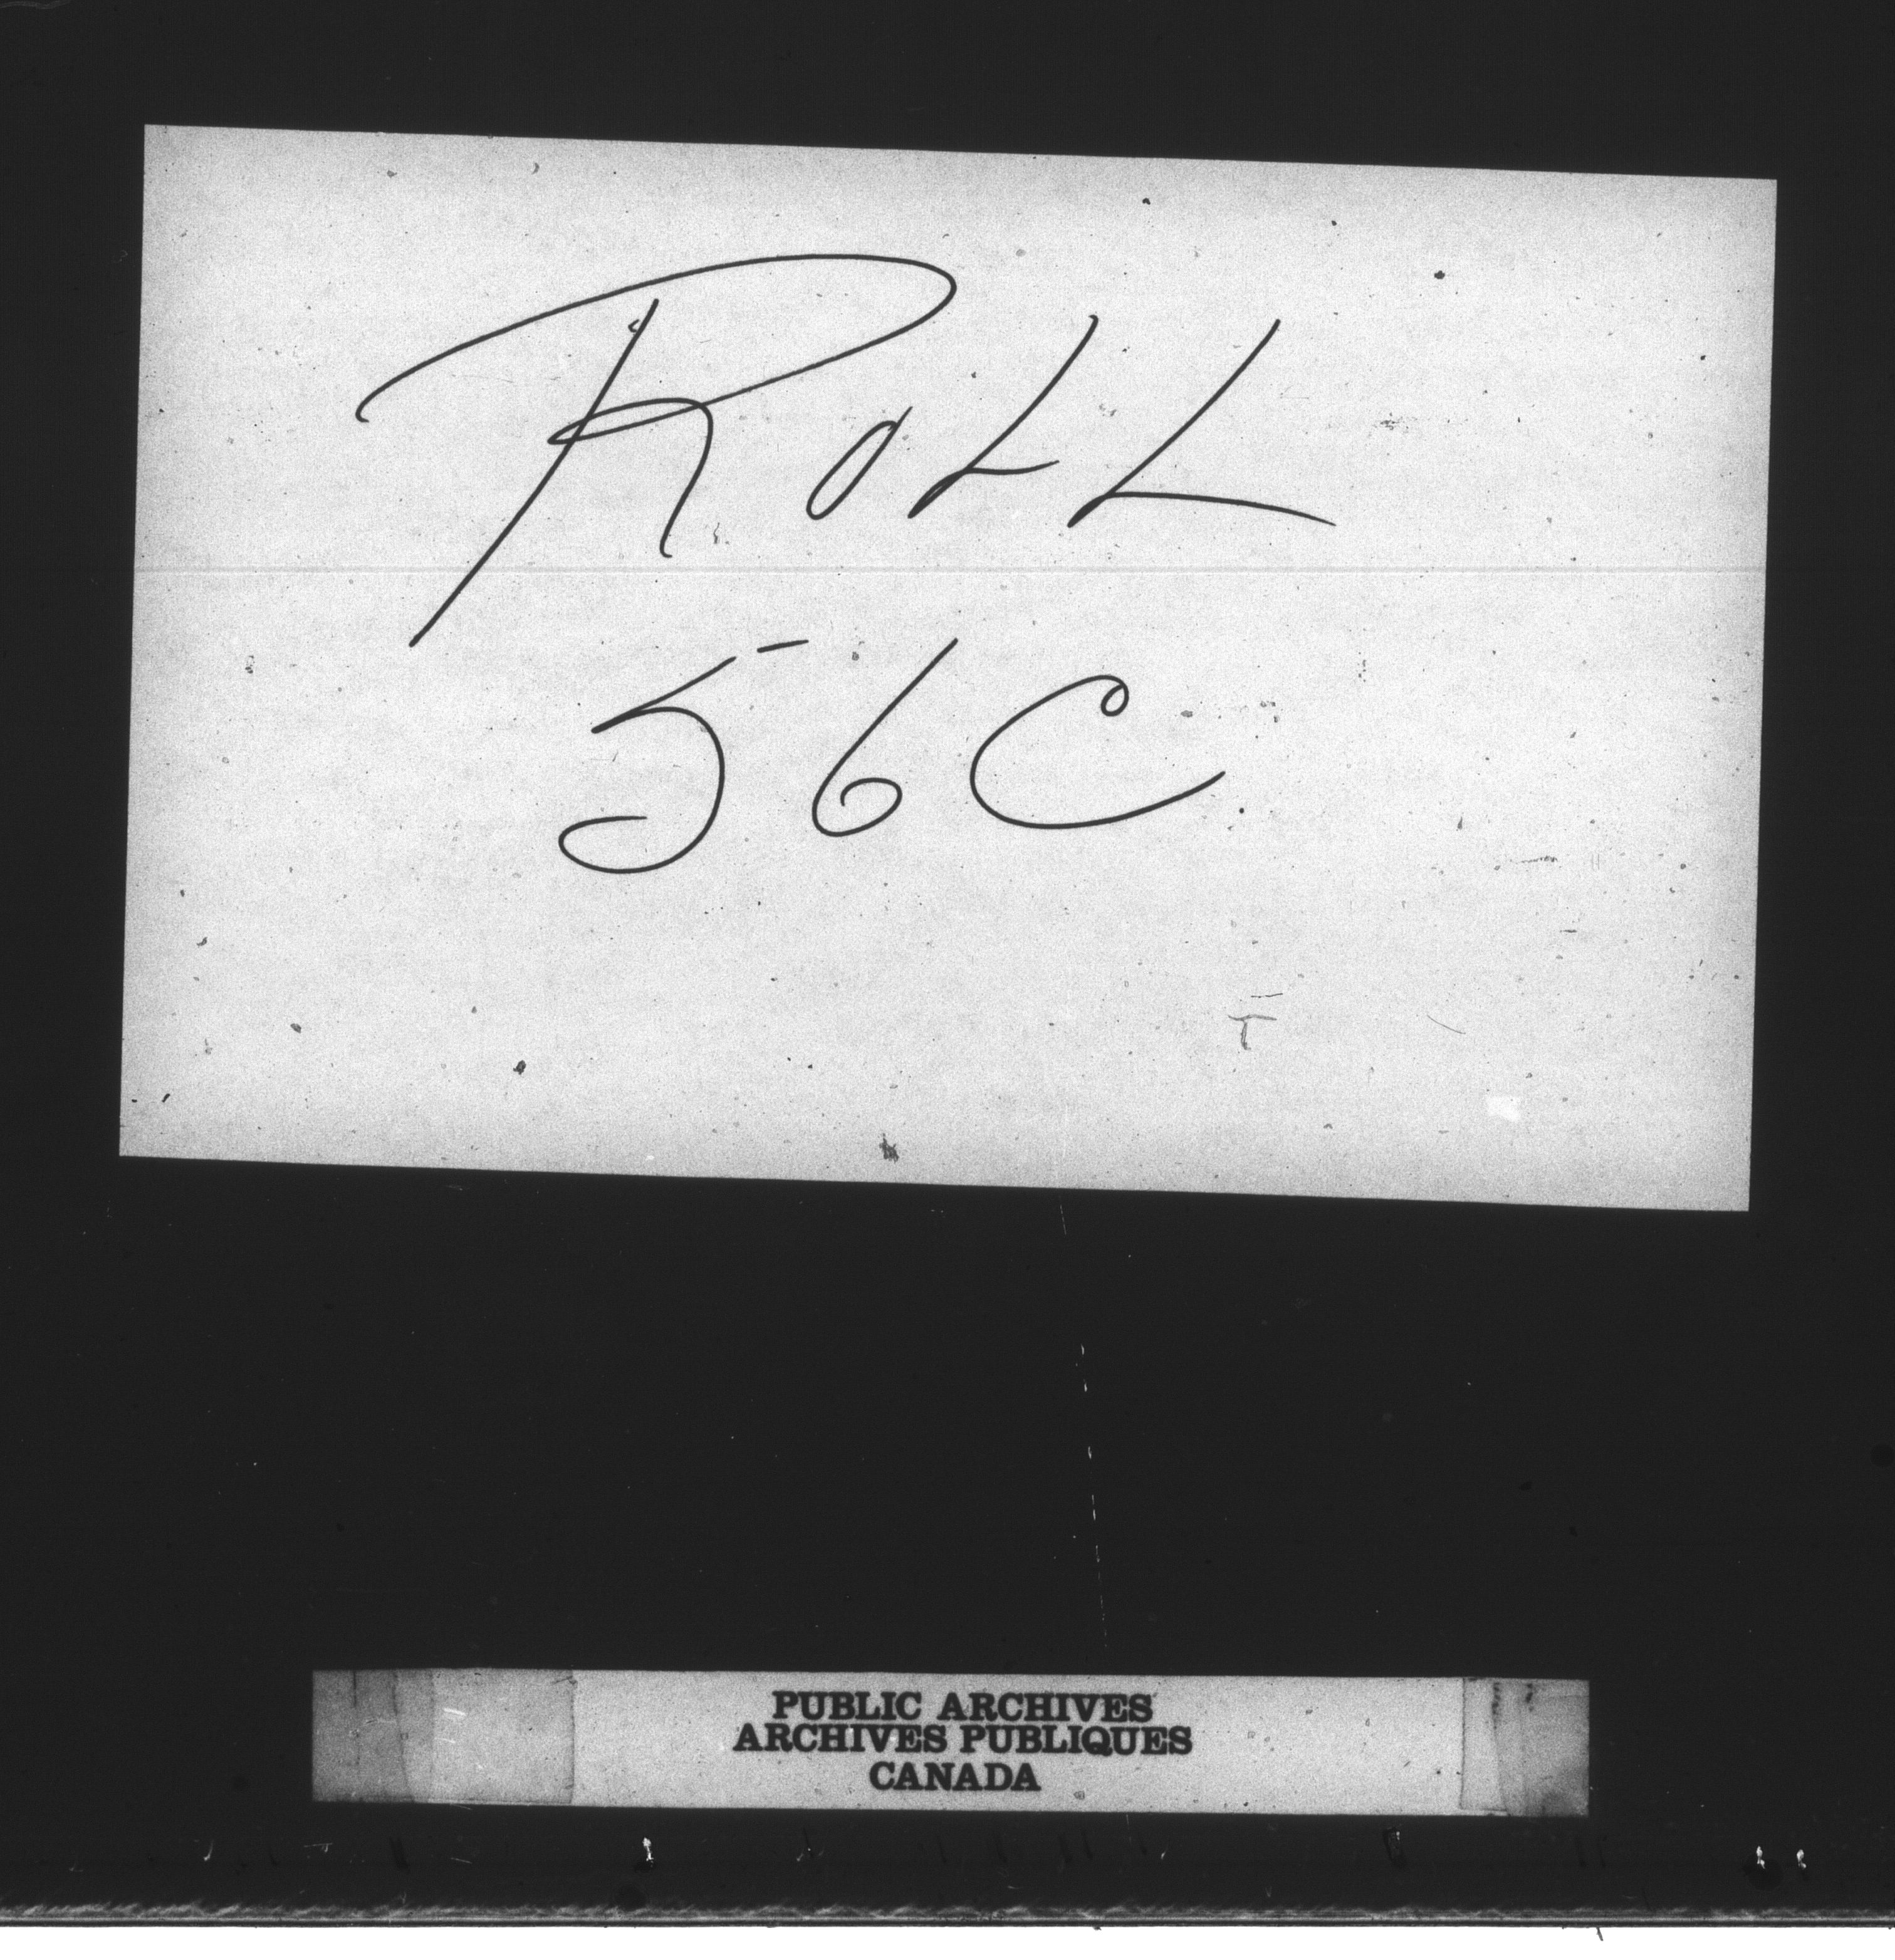 ROLL
56C
PUBLIC ARCHIVES
ARCHIVES PUBLIQUES
CANADA